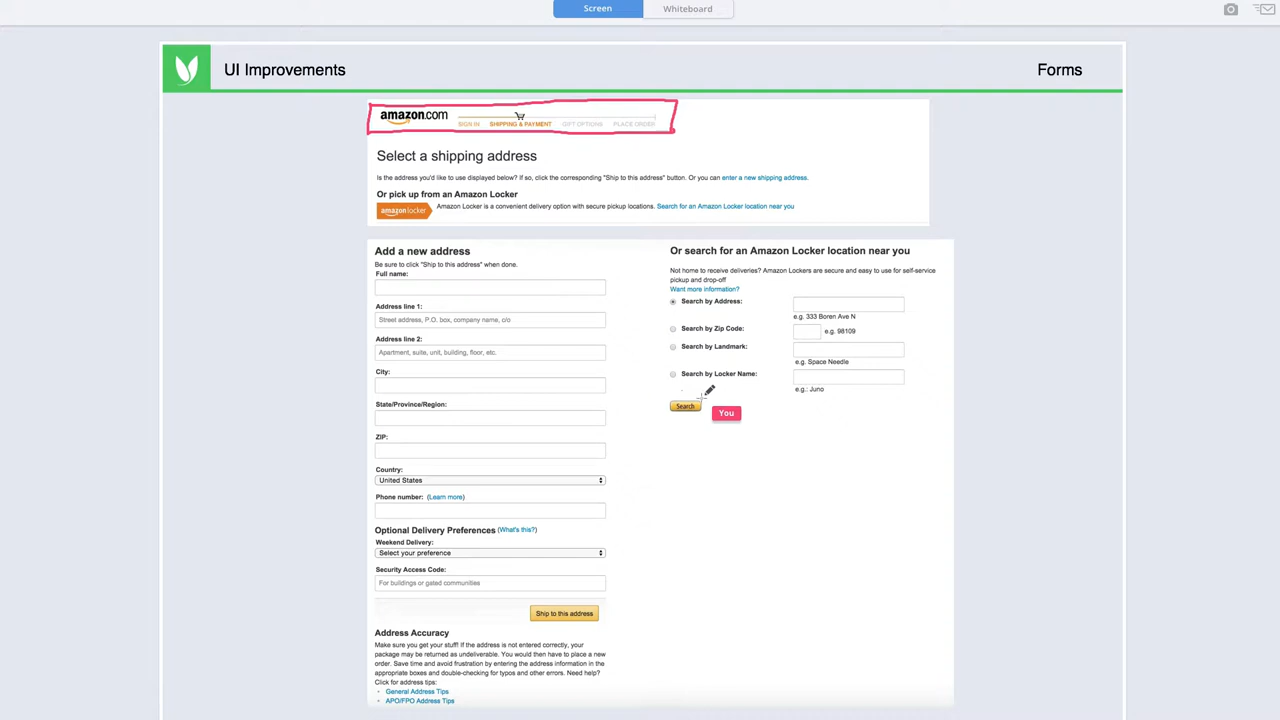 Screen
Whiteboard
UI Improvements
Forms
amazon.com
SIGN IN SHIPPING & PAYMENT GIFT OPTIONS PLACE ORDER
Select a shipping address
Is the address you'd like to use displayed below? If so, click the corresponding "Ship to this address" button. Or you can enter a new shipping address.
Or pick up from an Amazon Locker
amazon locker
Amazon Locker is a convenient delivery option with secure pickup locations. Search for an Amazon Locker location near you
Add a new address
Be sure to click "Ship to this address" when done.
Full name:
Address line 1:
Street address, P.O. box, company name, c/o
Address line 2:
Apartment, suite, unit, building, floor, etc.
City:
State/Province/Region:
ZIP:
Country:
United States
Phone number: (Learn more)
Optional Delivery Preferences (What's this?)
Weekend Delivery:
Select your preference
Security Access Code:
For buildings or gated communities
Ship to this address
Address Accuracy
Make sure you get your stuff! If the address is not entered correctly, your
package may be returned as undeliverable. You would then have to place a new
order. Save time and avoid frustration by entering the address information in the
appropriate boxes and double-checking for typos and other errors. Need help?
Click for address tips:
General Address Tips
APO/FPO Address Tips
Or search for an Amazon Locker location near you
Not home to receive deliveries? Amazon Lockers are secure and easy to use for self-service
pickup and drop-off
Want more information?
Search by Address:
e.g. 333 Boren Ave N
Search by Zip Code:
e.g. 98109
Search by Landmark:
e.g. Space Needle
Search by Locker Name:
e.g.: Juno
Search
You